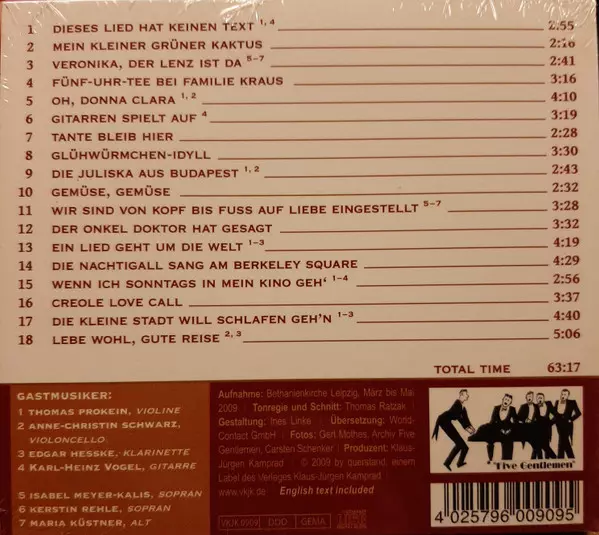 1 DIESES LIED HAT KEINEN TEXT 1, 4 2:55
2 MEIN KLEINER GRÜNER KAKTUS 2:16
3 VERONIKA, DER LENZ IST DA 5–7 2:41
4 FÜNF-UHR-TEE BEI FAMILIE KRAUS 3:16
5 OH, DONNA CLARA 1, 2 4:10
6 GITARREN SPIELT AUF 4 3:19
7 TANTE BLEIB HIER 2:28
8 GLÜHWÜRMCHEN-IDYLL 3:30
9 DIE JULISKA AUS BUDAPEST 1, 2 2:43
10 GEMÜSE, GEMÜSE 2:32
11 WIR SIND VON KOPF BIS FUSS AUF LIEBE EINGESTELLT 5–7 3:28
12 DER ONKEL DOKTOR HAT GESAGT 3:32
13 EIN LIED GEHT UM DIE WELT 1–3 4:19
14 DIE NACHTIGALL SANG AM BERKELEY SQUARE 4:29
15 WENN ICH SONNTAGS IN MEIN KINO GEH' 1–4 2:56
16 CREOLE LOVE CALL 3:37
17 DIE KLEINE STADT WILL SCHLAFEN GEH'N 1–3 4:40
18 LEBE WOHL, GUTE REISE 2, 3 5:06
TOTAL TIME 63:17
GASTMUSIKER:
1 THOMAS PROKEIN, VIOLINE
2 ANNE-CHRISTIN SCHWARZ,
VIOLONCELLO
3 EDGAR HESSKE, KLARINETTE
4 KARL-HEINZ VOGEL, GITARRE
5 ISABEL MEYER-KALIS, SOPRAN
6 KERSTIN REHLE, SOPRAN
7 MARIA KÜSTNER, ALT
Aufnahme: Bethanienkirche Leipzig, März bis Mai
2009 | Tonregie und Schnitt: Thomas Ratzak
Gestaltung: Ines Linke | Übersetzung: World-
Contact GmbH | Fotos: Gert Mothes, Archiv Five
Gentlemen, Carsten Schenker | Produzent: Klaus-
Jürgen Kamprad | © 2009 by querstand, einem
Label des Verleges Klaus-Jürgen Kamprad
www.vkjk.de English text included
VKJK 0909 DDD GEMA
"Five Gentlemen"
4 025796 009095